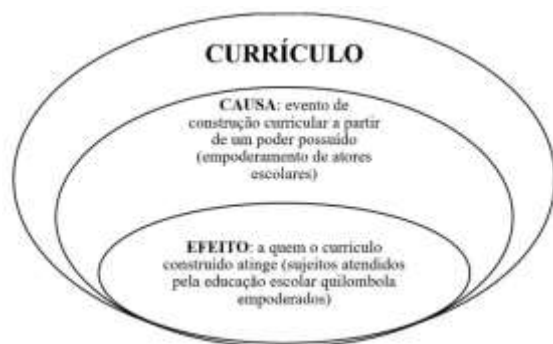 CURRÍCULO
CAUSA: evento de
construção curricular a partir
de um poder possuído
(empoderamento de atores
escolares)
EFEITO: a quem o currículo
construído atinge (sujeitos atendidos
pela educação escolar quilombola
empoderados)